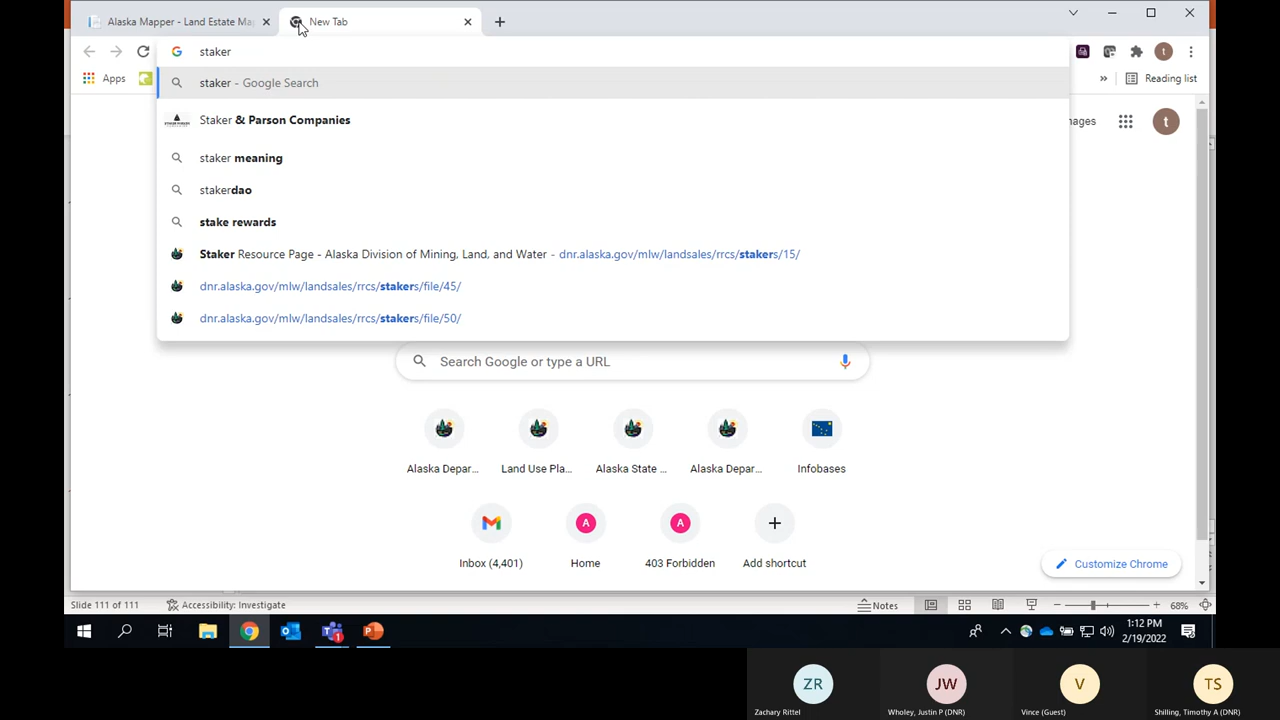 Alaska Mapper - Land Estate Ma
New Tab
staker
Apps
Reading list
staker - Google Search
Staker & Parson Companies
mages
t
staker meaning
stakerdao
stake rewards
Staker Resource Page - Alaska Division of Mining, Land, and Water - dnr.alaska.gov/mlw/landsales/rrcs/stakers/15/
dnr.alaska.gov/mlw/landsales/rrcs/stakers/file/45/
dnr.alaska.gov/mlw/landsales/rrcs/stakers/file/50/
Search Google or type a URL
Alaska Depar... Land Use Pla... Alaska State ... Alaska Depar... Infobases
A A
Inbox (4,401) Home 403 Forbidden Add shortcut
Customize Chrome
Slide 111 of 111 Accessibility: Investigate Notes 68%
1:12 PM
2/19/2022
ZR JW V TS
Zachary Rittel Wholey, Justin P (DNR) Vince (Guest) Shilling, Timothy A (DNR)